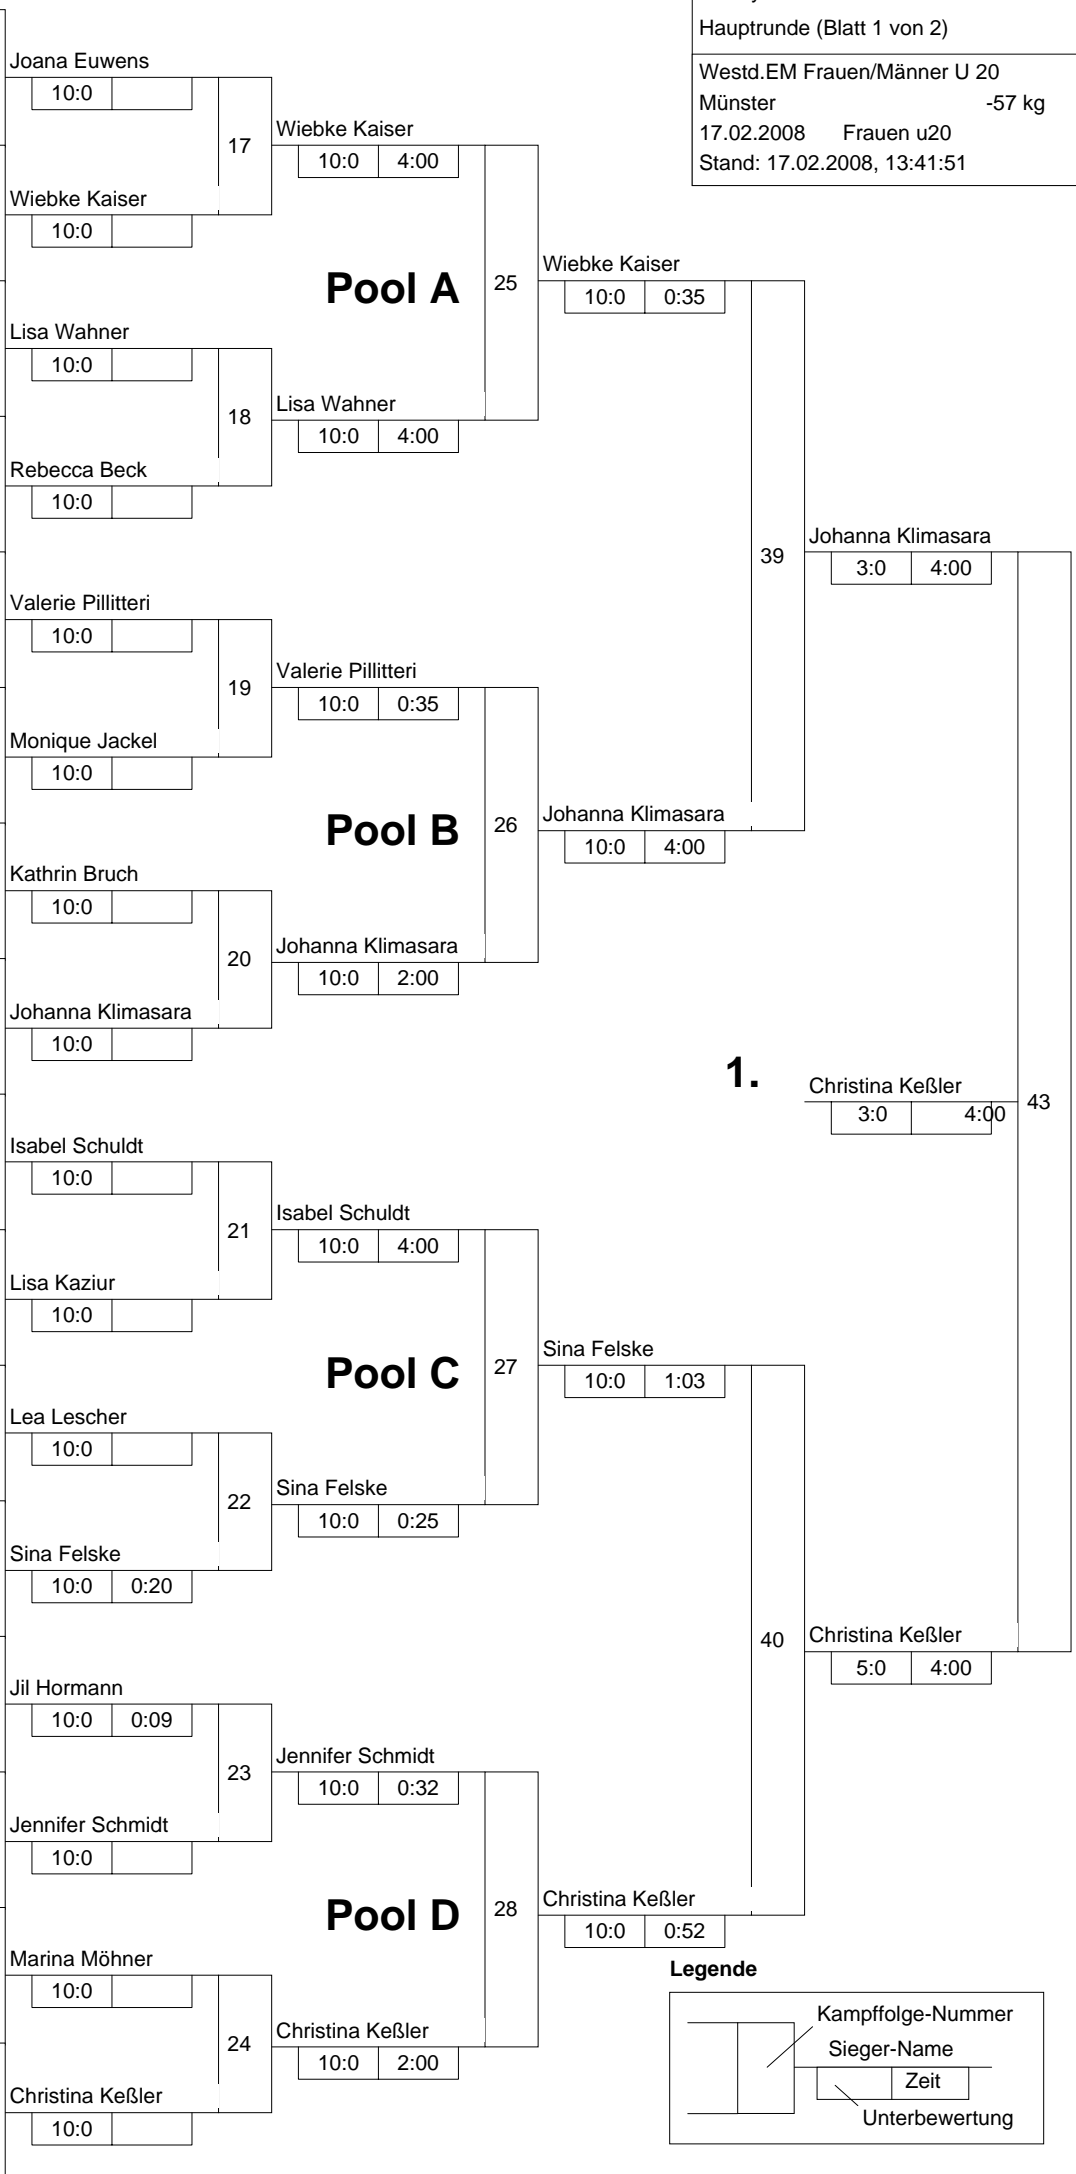 Hauptrunde (Blatt 1 von 2)
Westd.EM Frauen/Männer U 20
Münster -57 kg
17.02.2008 Frauen u20
Stand: 17.02.2008, 13:41:51
Joana Euwens
10:0
17
Wiebke Kaiser
10:0 4:00
Wiebke Kaiser
10:0
Pool A
25
Wiebke Kaiser
10:0 0:35
Lisa Wahner
10:0
18
Lisa Wahner
10:0 4:00
Rebecca Beck
10:0
39
Johanna Klimasara
3:0 4:00
Valerie Pillitteri
10:0
19
Valerie Pillitteri
10:0 0:35
Monique Jackel
10:0
Pool B
26
Johanna Klimasara
10:0 4:00
Kathrin Bruch
10:0
20
Johanna Klimasara
10:0 2:00
Johanna Klimasara
10:0
1.
Christina Keßler
3:0 4:00
43
Isabel Schuldt
10:0
21
Isabel Schuldt
10:0 4:00
Lisa Kaziur
10:0
Pool C
27
Sina Felske
10:0 1:03
Lea Lescher
10:0
22
Sina Felske
10:0 0:25
Sina Felske
10:0 0:20
40
Christina Keßler
5:0 4:00
Jil Hormann
10:0 0:09
23
Jennifer Schmidt
10:0 0:32
Jennifer Schmidt
10:0
Pool D
28
Christina Keßler
10:0 0:52
Marina Möhner
10:0
24
Christina Keßler
10:0 2:00
Christina Keßler
10:0
Legende
Kampffolge-Nummer
Sieger-Name
Zeit
Unterbewertung